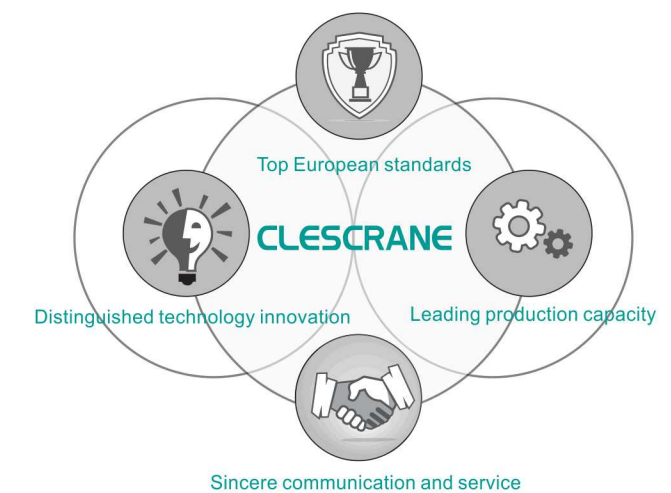 Top European standards
CLESCRANE
Distinguished technology innovation
Leading production capacity
Sincere communication and service